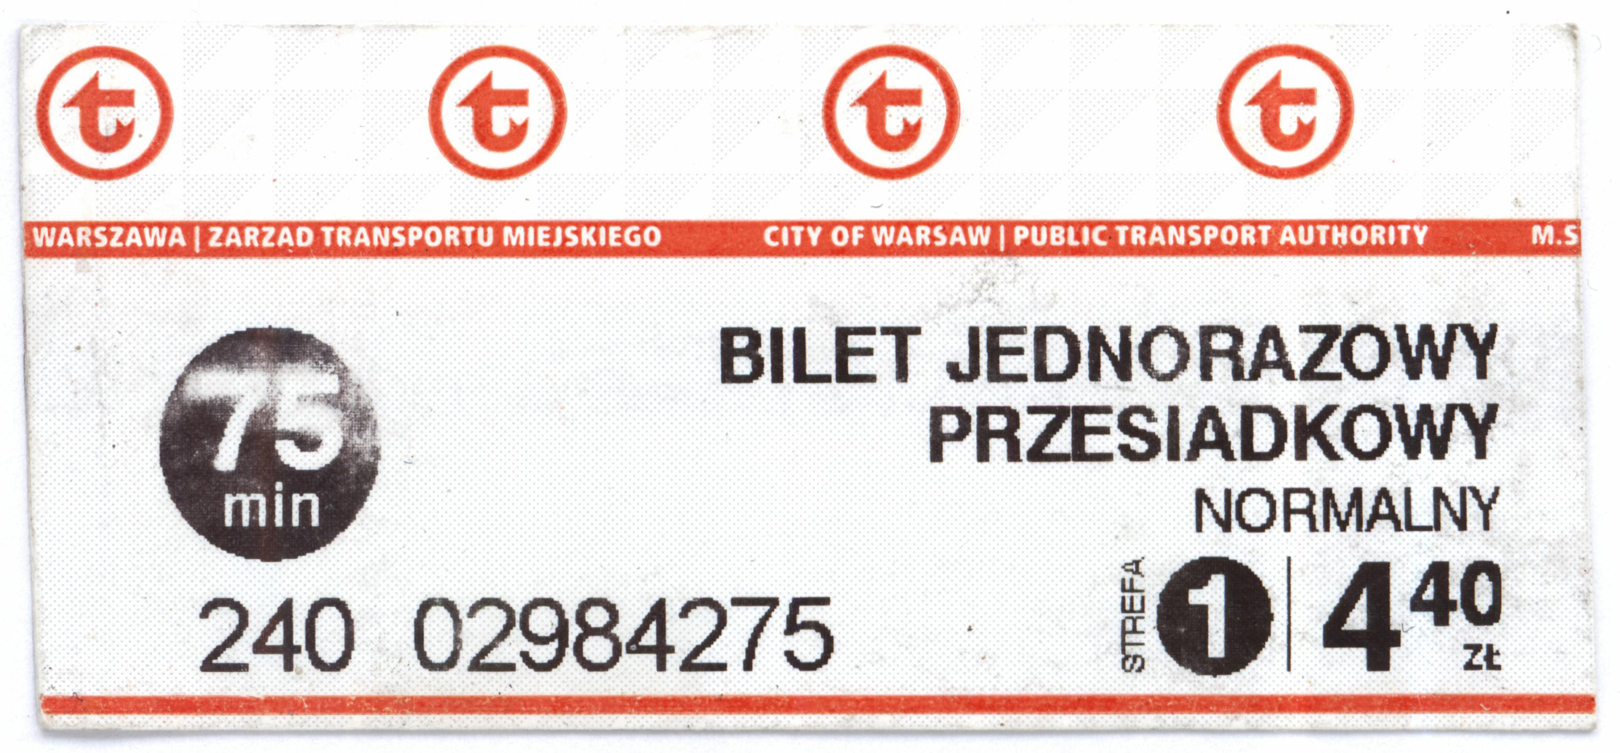 t t t t
WARSZAWA | ZARZĄD TRANSPORTU MIEJSKIEGO CITY OF WARSAW | PUBLIC TRANSPORT AUTHORITY M.S
75
min
BILET JEDNORAZOWY
PRZESIADKOWY
NORMALNY
STREFA 1 | 4 40 ZŁ
240 02984275